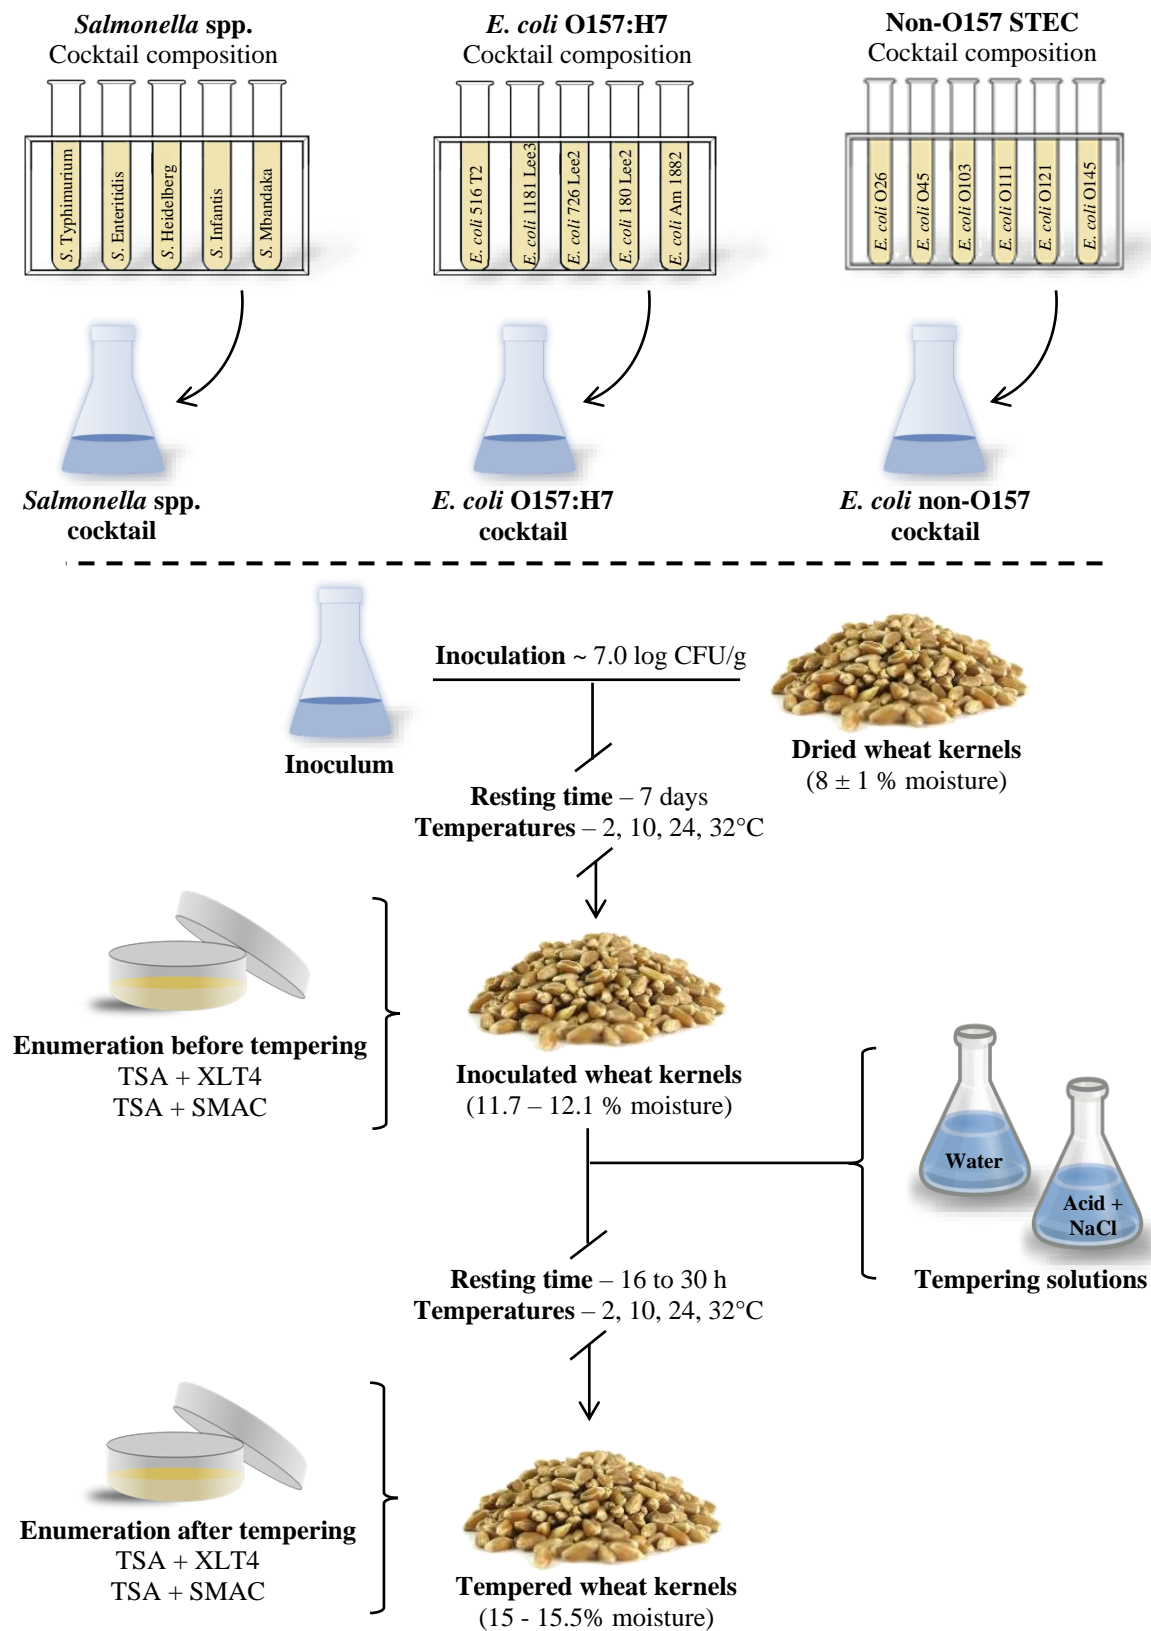 Salmonella spp.
Cocktail composition
S. Typhimurium
S. Enteritidis
S. Heidelberg
S. Infantis
S. Mbandaka
E. coli O157:H7
Cocktail composition
E. coli 516 T2
E. coli 1181 Lee3
E. coli 726 Lee2
E. coli 180 Lee2
E. coli Am 1882
Non-O157 STEC
Cocktail composition
E. coli O26
E. coli O45
E. coli O103
E. coli O111
E. coli O121
E. coli O145
Salmonella spp.
cocktail
E. coli O157:H7
cocktail
E. coli non-O157
cocktail
Inoculum
Inoculation ~ 7.0 log CFU/g
Dried wheat kernels
(8 ± 1 % moisture)
Resting time – 7 days
Temperatures – 2, 10, 24, 32°C
Enumeration before tempering
TSA + XLT4
TSA + SMAC
Inoculated wheat kernels
(11.7 – 12.1 % moisture)
Water
Acid +
NaCl
Tempering solutions
Resting time – 16 to 30 h
Temperatures – 2, 10, 24, 32°C
Enumeration after tempering
TSA + XLT4
TSA + SMAC
Tempered wheat kernels
(15 - 15.5% moisture)